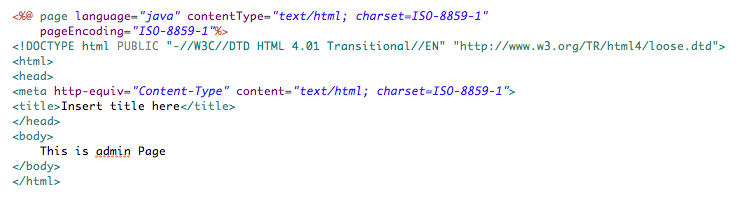 <%@ page language="java" contentType="text/html; charset=ISO-8859-1"
pageEncoding="ISO-8859-1"%>
<!DOCTYPE html PUBLIC "-//W3C//DTD HTML 4.01 Transitional//EN" "http://www.w3.org/TR/html4/loose.dtd">
<html>
<head>
<meta http-equiv="Content-Type" content="text/html; charset=ISO-8859-1">
<title>Insert title here</title>
</head>
<body>
This is admin Page
</body>
</html>